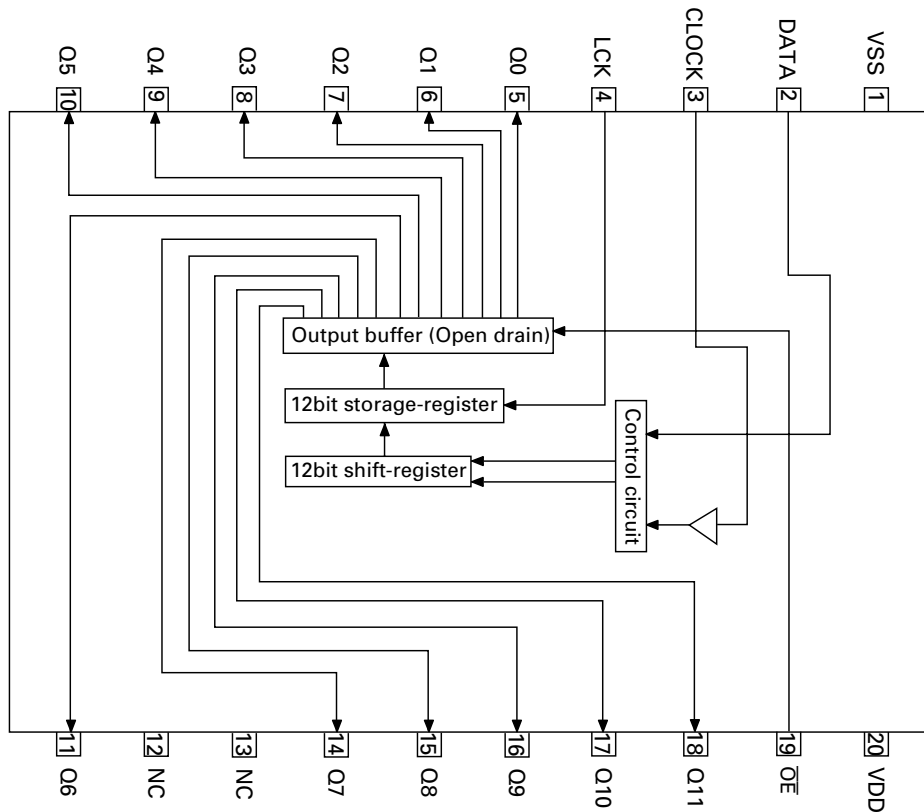 Q5
Q4
Q3
Q2
Q1
Q0
LCK
CLOCK
DATA
VSS
10
9
8
7
6
5
4
3
2
1
Output buffer (Open drain)
12bit storage-register
12bit shift-register
Control circuit
11
12
13
14
15
16
17
18
19
20
Q6
NC
NC
Q7
Q8
Q9
Q10
Q11
O̅E̅
VDD